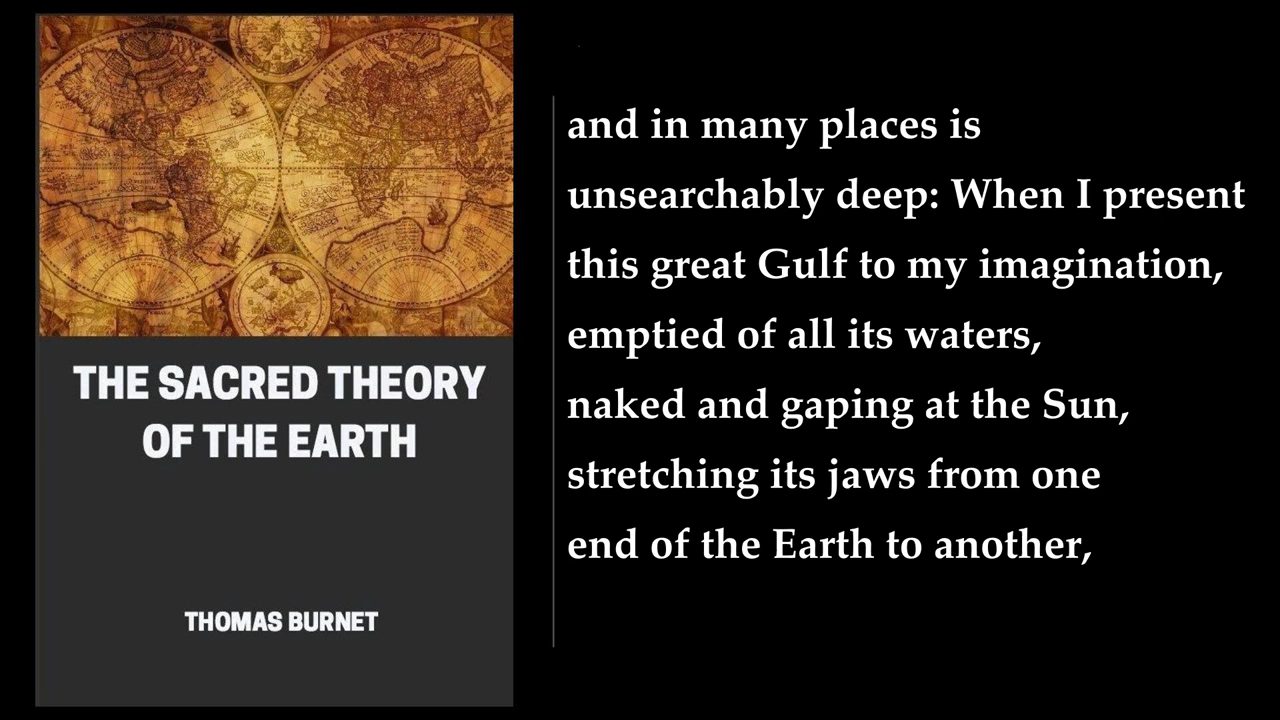 THE SACRED THEORY
OF THE EARTH
THOMAS BURNET
and in many places is
unsearchably deep: When I present
this great Gulf to my imagination,
emptied of all its waters,
naked and gaping at the Sun,
stretching its jaws from one
end of the Earth to another,